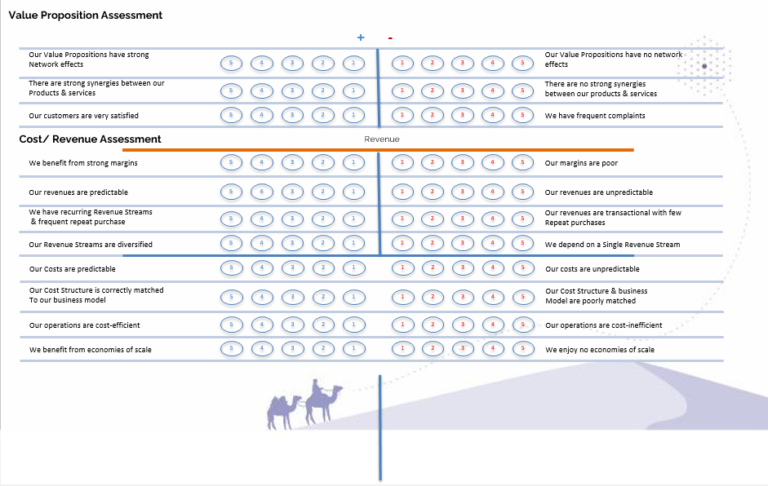 Value Proposition Assessment
+ -
Our Value Propositions have strong
Network effects
5 4 3 2 1 1 2 3 4 5
Our Value Propositions have no network
effects
There are strong synergies between our
Products & services
5 4 3 2 1 1 2 3 4 5
There are no strong synergies
between our products & services
Our customers are very satisfied
5 4 3 2 1 1 2 3 4 5
We have frequent complaints
Cost/ Revenue Assessment
Revenue
We benefit from strong margins
5 4 3 2 1 1 2 3 4 5
Our margins are poor
Our revenues are predictable
5 4 3 2 1 1 2 3 4 5
Our revenues are unpredictable
We have recurring Revenue Streams
& frequent repeat purchase
5 4 3 2 1 1 2 3 4 5
Our revenues are transactional with few
Repeat purchases
Our Revenue Streams are diversified
5 4 3 2 1 1 2 3 4 5
We depend on a Single Revenue Stream
Our Costs are predictable
5 4 3 2 1 1 2 3 4 5
Our costs are unpredictable
Our Cost Structure is correctly matched
To our business model
5 4 3 2 1 1 2 3 4 5
Our Cost Structure & business
Model are poorly matched
Our operations are cost-efficient
5 4 3 2 1 1 2 3 4 5
Our operations are cost-inefficient
We benefit from economies of scale
5 4 3 2 1 1 2 3 4 5
We enjoy no economies of scale